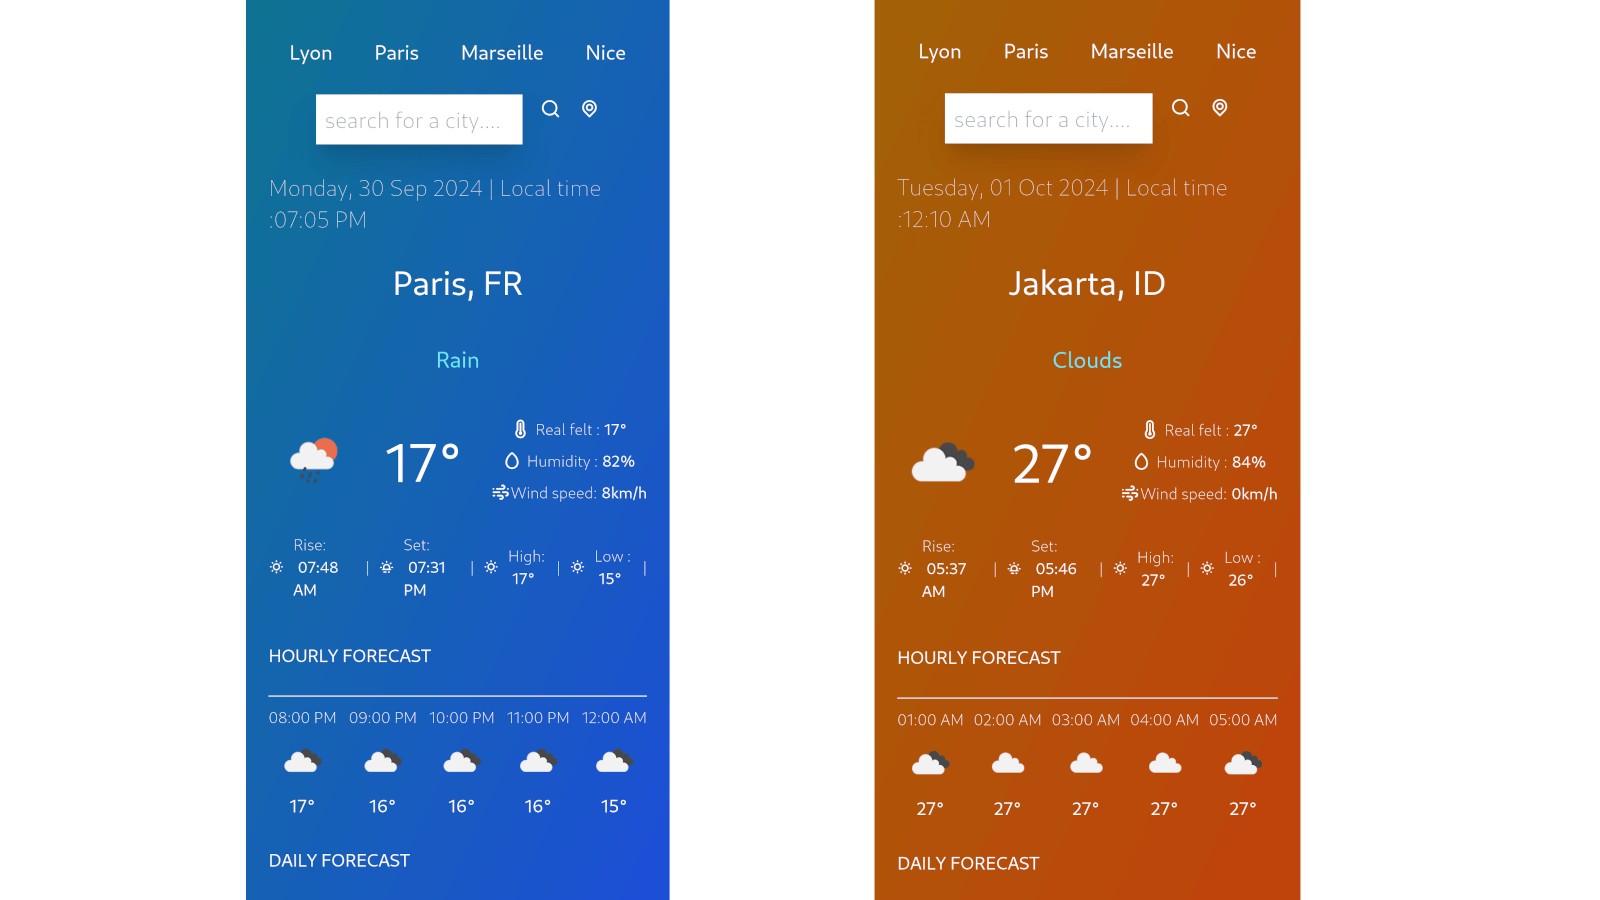 Lyon Paris Marseille Nice
search for a city....
Monday, 30 Sep 2024 | Local time
:07:05 PM
Paris, FR
Rain
17°
Real felt : 17°
Humidity : 82%
Wind speed: 8km/h
Rise: 07:48 AM | Set: 07:31 PM | High: 17° | Low : 15° |
HOURLY FORECAST
08:00 PM 09:00 PM 10:00 PM 11:00 PM 12:00 AM
17° 16° 16° 16° 15°
DAILY FORECAST
Lyon Paris Marseille Nice
search for a city....
Tuesday, 01 Oct 2024 | Local time
:12:10 AM
Jakarta, ID
Clouds
27°
Real felt : 27°
Humidity : 84%
Wind speed: 0km/h
Rise: 05:37 AM | Set: 05:46 PM | High: 27° | Low : 26° |
HOURLY FORECAST
01:00 AM 02:00 AM 03:00 AM 04:00 AM 05:00 AM
27° 27° 27° 27° 27°
DAILY FORECAST